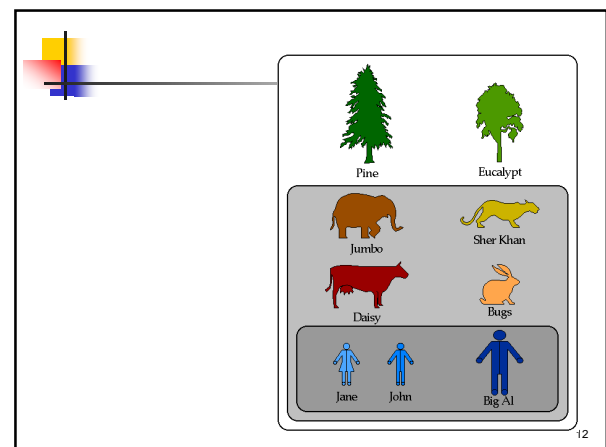 Pine Eucalypt
Jumbo Sher Khan
Daisy Bugs
Jane John Big Al
12